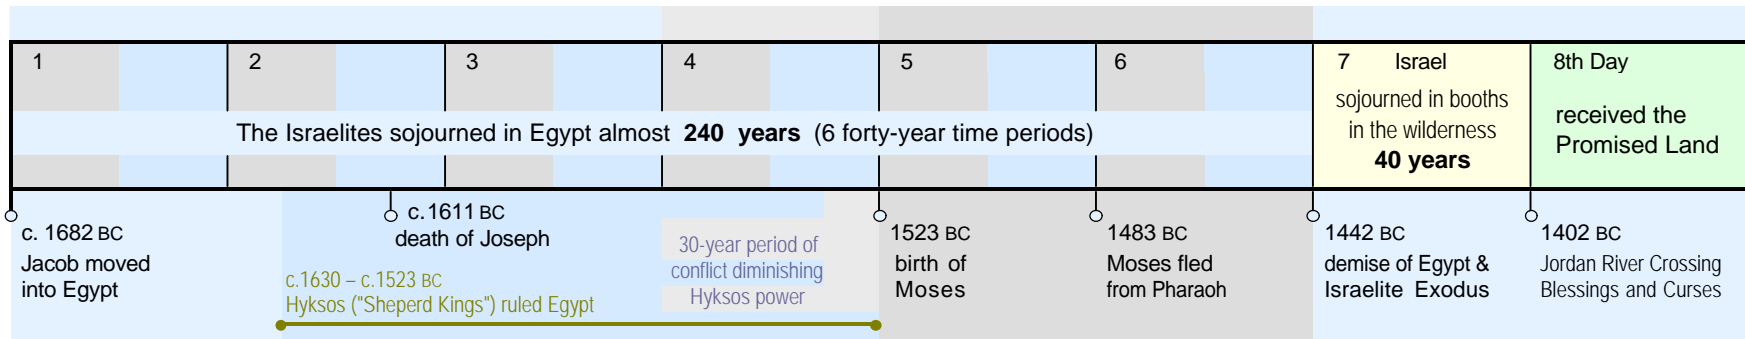 1
2
3
4
5
6
7 Israel
8th Day
sojourned in booths
in the wilderness
40 years
received the
Promised Land
The Israelites sojourned in Egypt almost 240 years (6 forty-year time periods)
c. 1682 BC
Jacob moved
into Egypt
c.1611 BC
death of Joseph
c.1630 – c.1523 BC
Hyksos ("Sheperd Kings") ruled Egypt
30-year period of
conflict diminishing
Hyksos power
1523 BC
birth of
Moses
1483 BC
Moses fled
from Pharaoh
1442 BC
demise of Egypt &
Israelite Exodus
1402 BC
Jordan River Crossing
Blessings and Curses